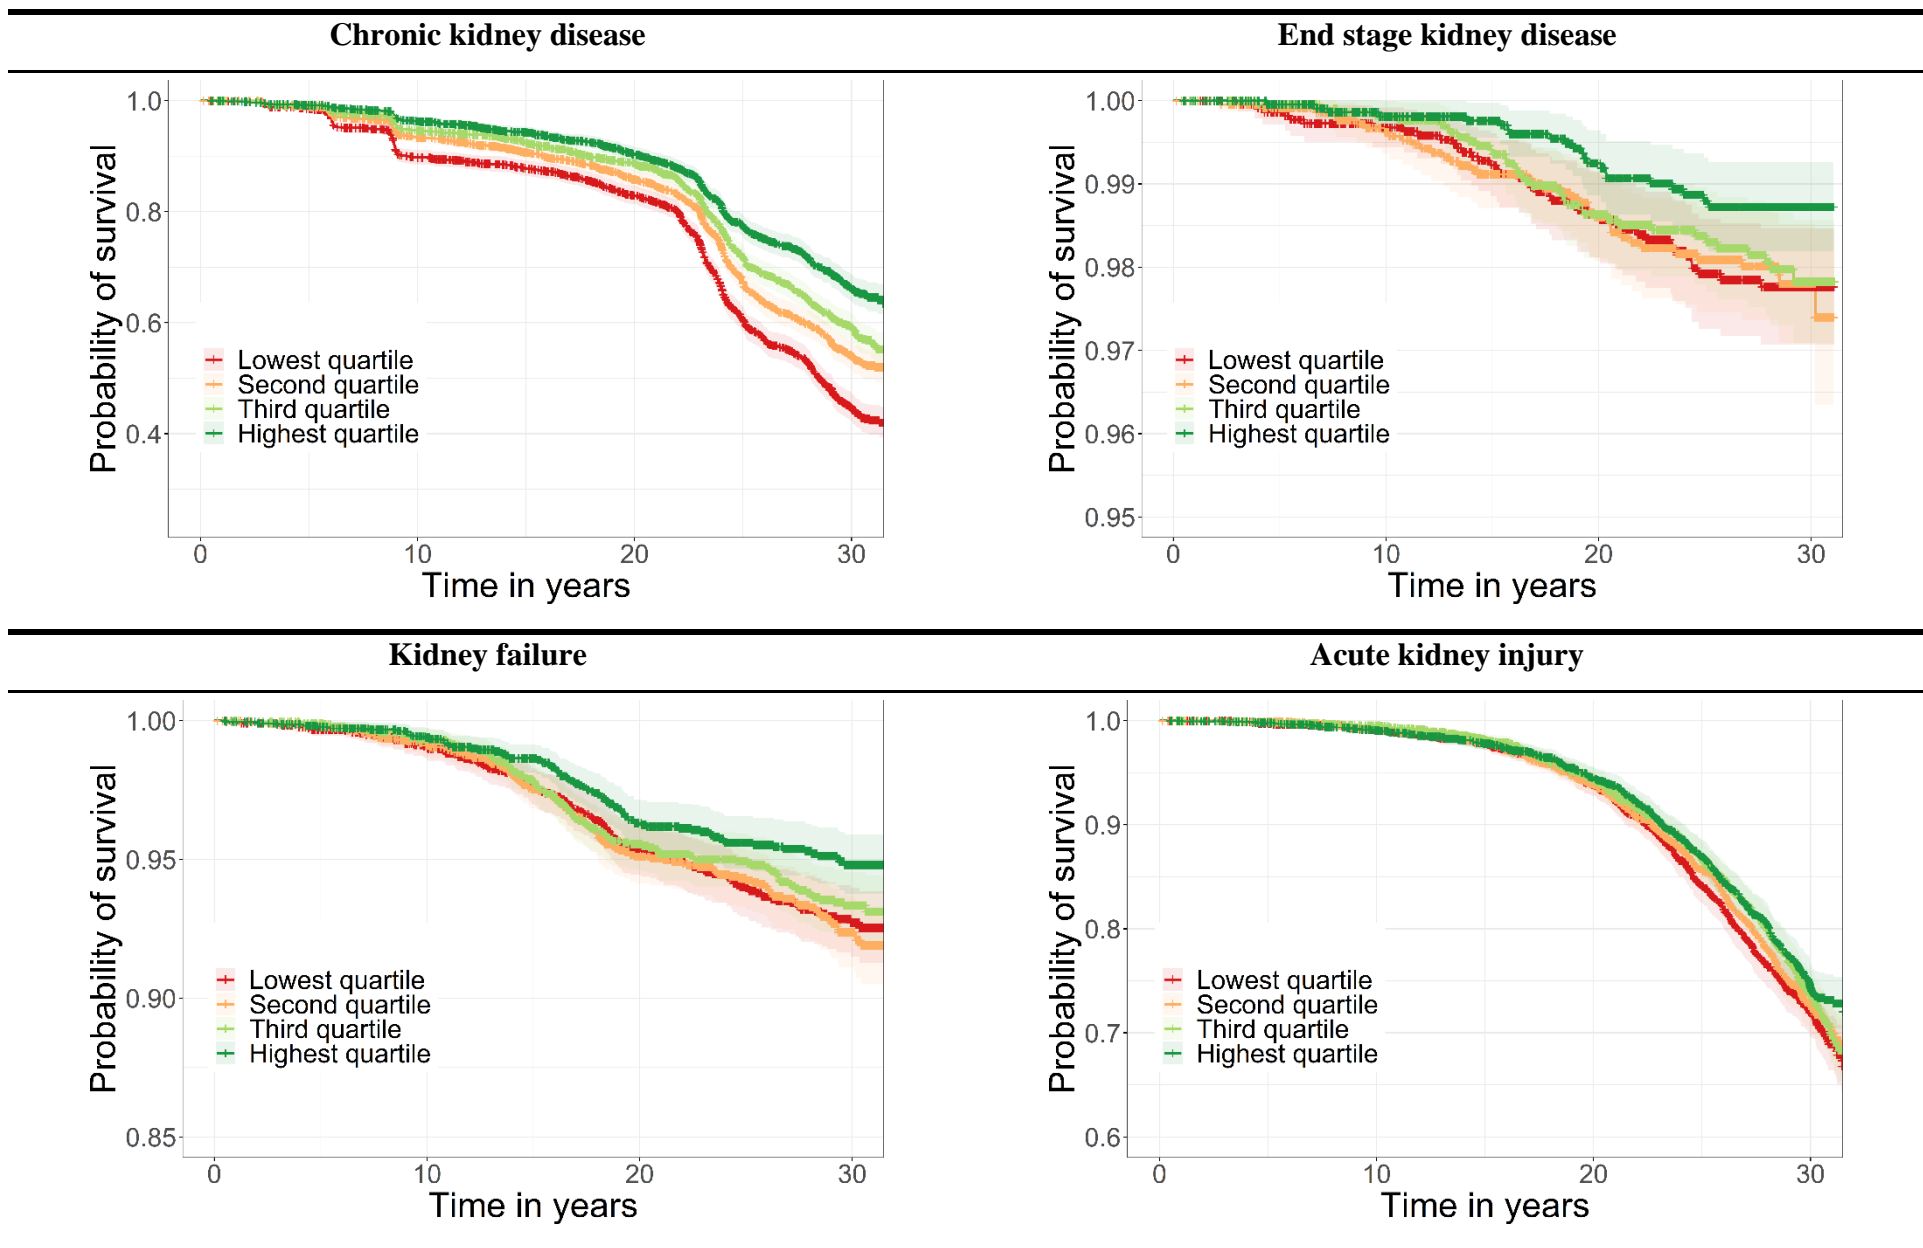 Chronic kidney disease
End stage kidney disease
Probability of survival
1.0
0.8
0.6
0.4
Lowest quartile
Second quartile
Third quartile
Highest quartile
0 10 20 30
Time in years
Probability of survival
1.00
0.99
0.98
0.97
0.96
0.95
Lowest quartile
Second quartile
Third quartile
Highest quartile
0 10 20 30
Time in years
Kidney failure
Acute kidney injury
Probability of survival
1.00
0.95
0.90
0.85
Lowest quartile
Second quartile
Third quartile
Highest quartile
0 10 20 30
Time in years
Probability of survival
1.0
0.9
0.8
0.7
0.6
Lowest quartile
Second quartile
Third quartile
Highest quartile
0 10 20 30
Time in years